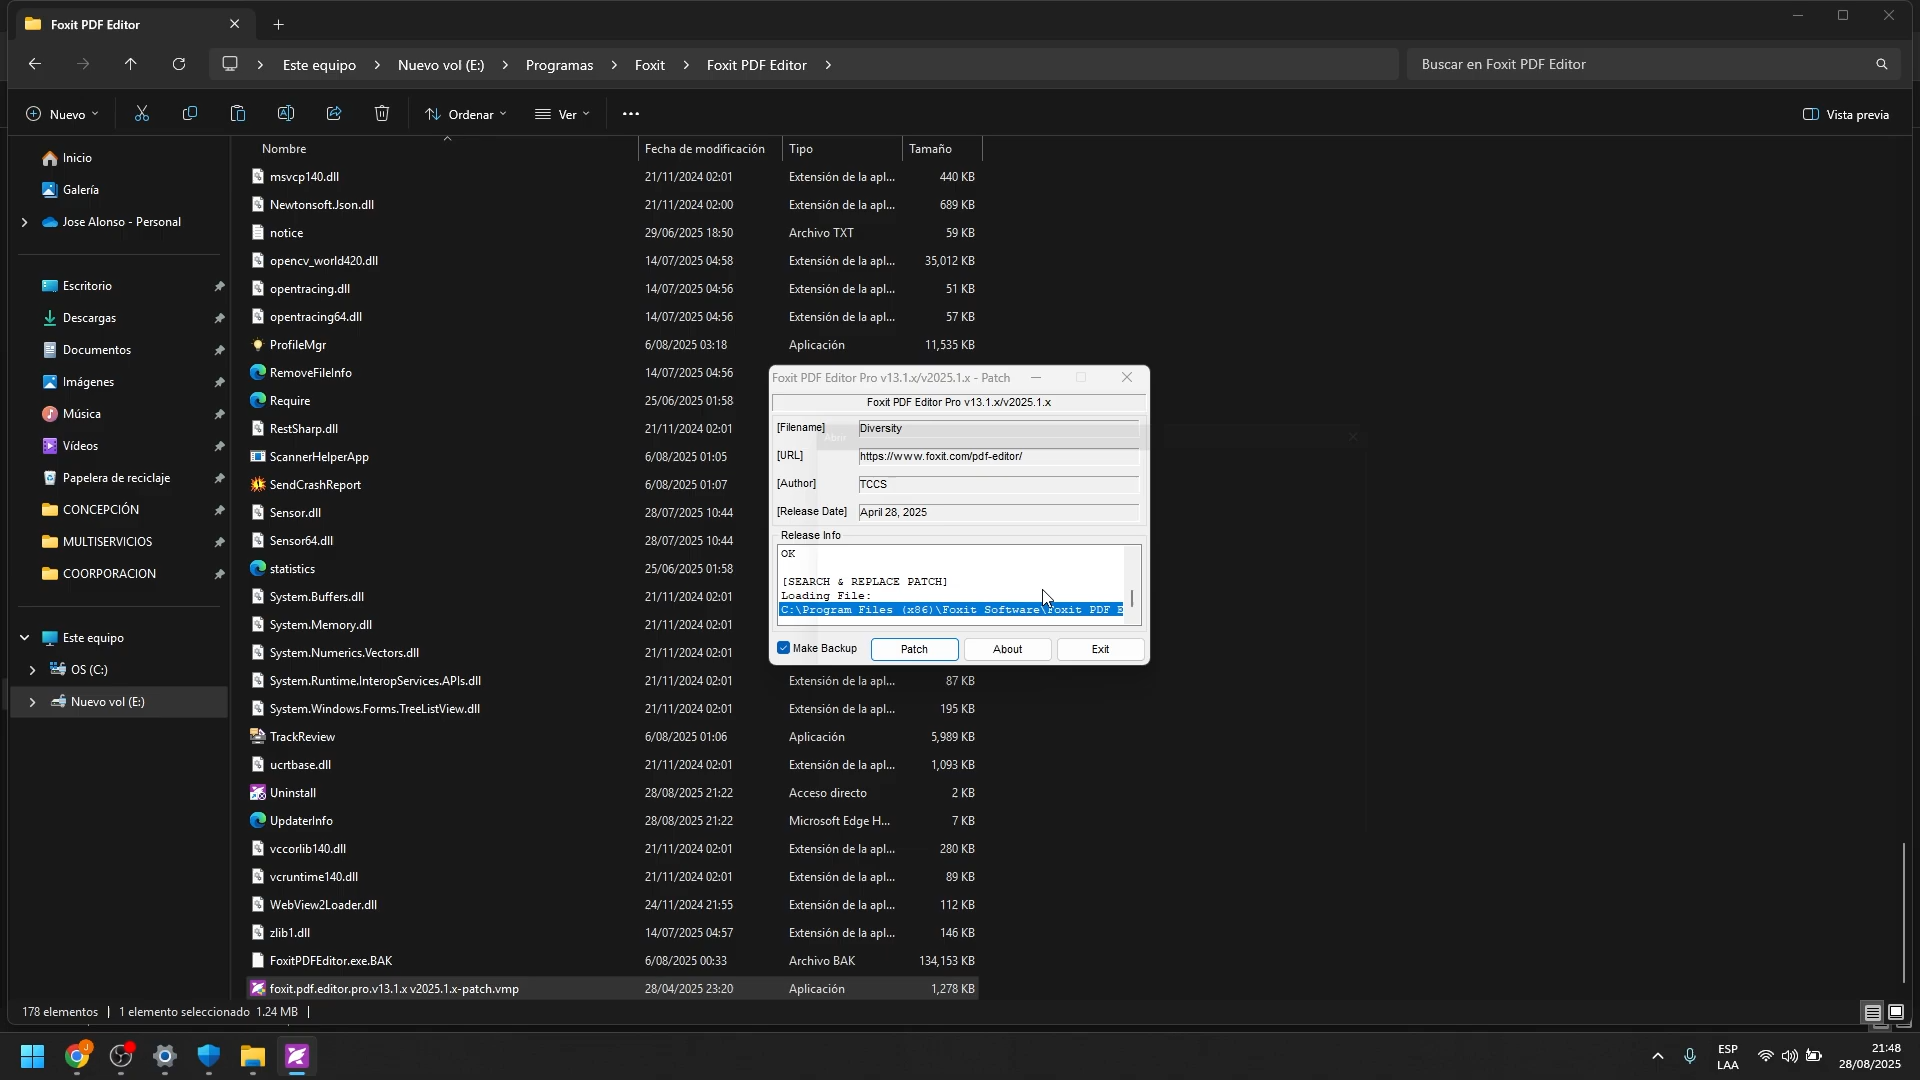 Foxit PDF Editor
Este equipo
Nuevo vol (E:)
Programas
Foxit
Foxit PDF Editor
Buscar en Foxit PDF Editor
Nuevo
Ordenar
Ver
Vista previa
Inicio
Galería
Jose Alonso - Personal
Escritorio
Descargas
Documentos
Imágenes
Música
Vídeos
Papelera de reciclaje
CONCEPCIÓN
MULTISERVICIOS
COORPORACION
Este equipo
OS (C:)
Nuevo vol (E:)
Nombre Fecha de modificación Tipo Tamaño
msvcp140.dll 21/11/2024 02:01 Extensión de la apl... 440 KB
Newtonsoft.Json.dll 21/11/2024 02:00 Extensión de la apl... 689 KB
notice 29/06/2025 18:50 Archivo TXT 59 KB
opencv_world420.dll 14/07/2025 04:58 Extensión de la apl... 35,012 KB
opentracing.dll 14/07/2025 04:56 Extensión de la apl... 51 KB
opentracing64.dll 14/07/2025 04:56 Extensión de la apl... 57 KB
ProfileMgr 6/08/2025 03:18 Aplicación 11,535 KB
RemoveFileInfo 14/07/2025 04:56
Require 25/06/2025 01:58
RestSharp.dll 21/11/2024 02:01
ScannerHelperApp 6/08/2025 01:05
SendCrashReport 6/08/2025 01:07
Sensor.dll 28/07/2025 10:44
Sensor64.dll 28/07/2025 10:44
statistics 25/06/2025 01:58
System.Buffers.dll 21/11/2024 02:01
System.Memory.dll 21/11/2024 02:01
System.Numerics.Vectors.dll 21/11/2024 02:01
System.Runtime.InteropServices.APIs.dll 21/11/2024 02:01 Extensión de la apl... 87 KB
System.Windows.Forms.TreeListView.dll 21/11/2024 02:01 Extensión de la apl... 195 KB
TrackReview 6/08/2025 01:06 Aplicación 5,989 KB
ucrtbase.dll 21/11/2024 02:01 Extensión de la apl... 1,093 KB
Uninstall 28/08/2025 21:22 Acceso directo 2 KB
UpdaterInfo 28/08/2025 21:22 Microsoft Edge H... 7 KB
vccorlib140.dll 21/11/2024 02:01 Extensión de la apl... 280 KB
vcruntime140.dll 21/11/2024 02:01 Extensión de la apl... 89 KB
WebView2Loader.dll 24/11/2024 21:55 Extensión de la apl... 112 KB
zlib1.dll 14/07/2025 04:57 Extensión de la apl... 146 KB
FoxitPDFEditor.exe.BAK 6/08/2025 00:33 Archivo BAK 134,153 KB
foxit.pdf.editor.pro.v13.1.x v2025.1.x-patch.vmp 28/04/2025 23:20 Aplicación 1,278 KB
Foxit PDF Editor Pro v13.1.x/v2025.1.x - Patch
Foxit PDF Editor Pro v13.1.x/v2025.1.x
[Filename] Diversity
[URL] https://www.foxit.com/pdf-editor/
[Author] TCCS
[Release Date] April 28, 2025
Release Info
OK
[SEARCH & REPLACE PATCH]
Loading File:
C:\Program Files (x86)\Foxit Software\Foxit PDF E
Make Backup
Patch
About
Exit
178 elementos
1 elemento seleccionado 1.24 MB
ESP
LAA
21:48
28/08/2025